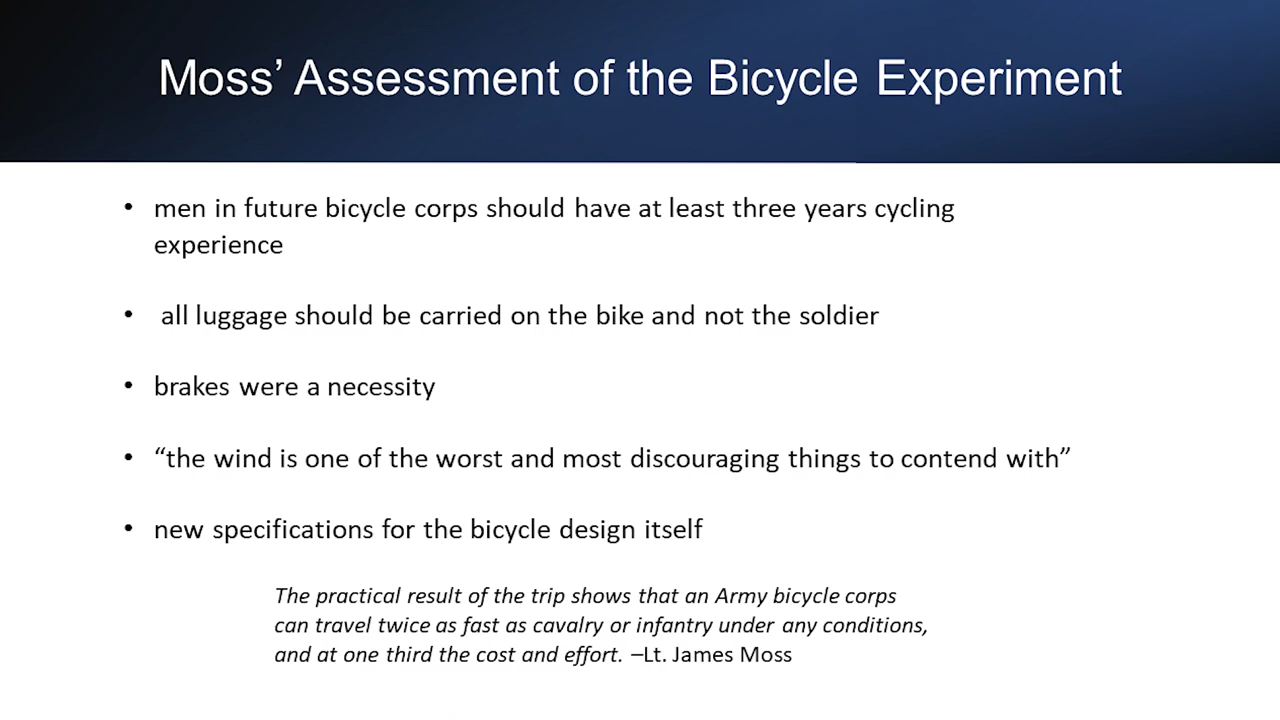 Moss’ Assessment of the Bicycle Experiment
• men in future bicycle corps should have at least three years cycling
experience
• all luggage should be carried on the bike and not the soldier
• brakes were a necessity
• “the wind is one of the worst and most discouraging things to contend with”
• new specifications for the bicycle design itself
The practical result of the trip shows that an Army bicycle corps
can travel twice as fast as cavalry or infantry under any conditions,
and at one third the cost and effort. –Lt. James Moss